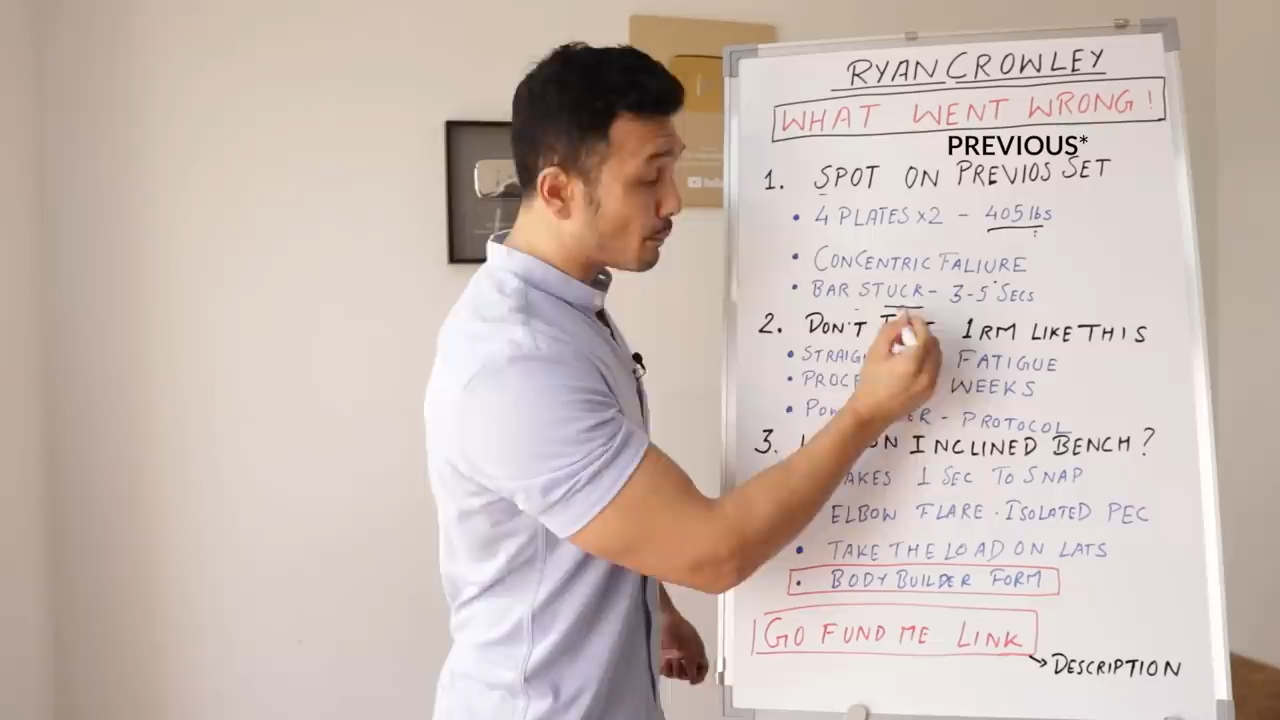 RYAN CROWLEY
WHAT WENT WRONG!
PREVIOUS*
1. SPOT ON PREVIOS SET
• 4 PLATES x2 - 405 lbs
• CONCENTRIC FALIURE
• BAR STUCK - 3-5 SECS
2. DON'T 1RM LIKE THIS
• FATIGUE
• WEEKS
• - PROTOCOL
3. INCLINED BENCH?
1 SEC TO SNAP
ELBOW FLARE · ISOLATED PEC
• TAKE THE LOAD ON LATS
• BODY BUILDER FORM
GO FUND ME LINK
DESCRIPTION